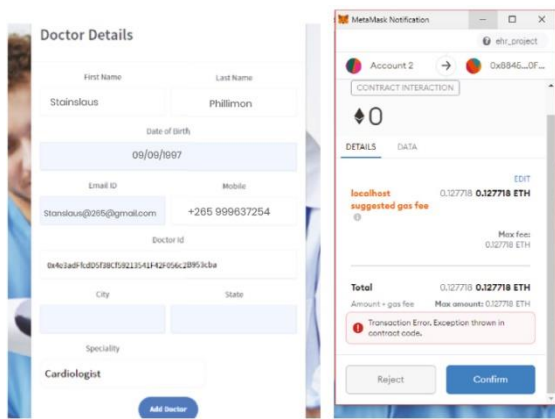 Doctor Details
First Name Last Name
Stainslaus Phillimon
Date of Birth
09/09/1997
Email ID Mobile
Stanslaus@265@gmail.com +265 999637254
Doctor Id
City State
Speciality
Cardiologist
Add Doctor
MetaMask Notification
ehr_project
Account 2 0x8846...0F...
CONTRACT INTERACTION
0
DETAILS DATA
EDIT
localhost 0.127718 0.127718 ETH
suggested gas fee
Max fee:
0.127718 ETH
Total 0.127718 0.127718 ETH
Amount + gas fee Max amount: 0.127718 ETH
Transaction Error. Exception thrown in
contract code.
Reject Confirm